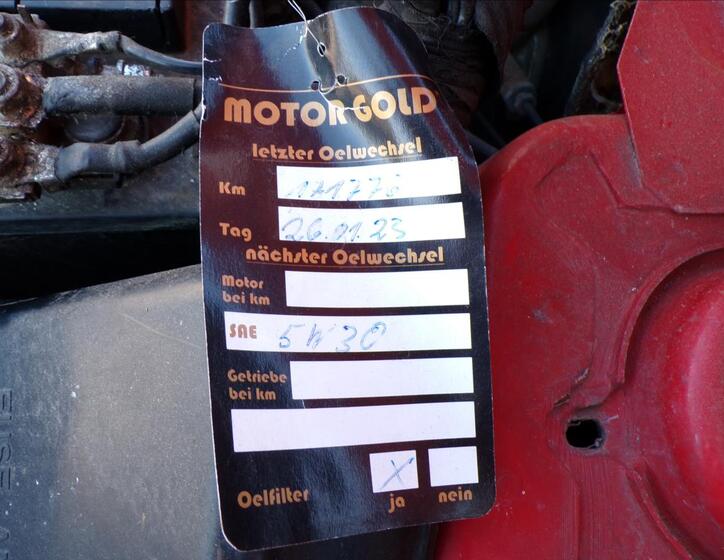 MOTOR GOLD
letzter Oelwechsel
Km 171776
Tag 26.01.23
nächster Oelwechsel
Motor
bei km
SAE 5W30
Getriebe
bei km
X
Oelfilter ja nein